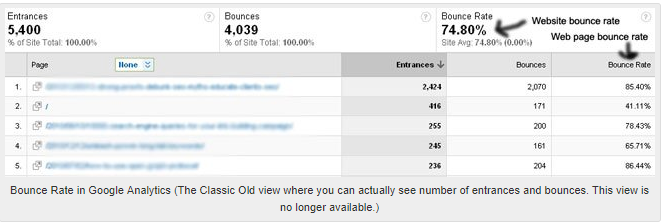 Entrances Bounces Bounce Rate
5,400 4,039 74.80% Website bounce rate
% of Site Total: 100.00% % of Site Total: 100.00% Site Avg: 74.80% (0.00%) Web page bounce rate
Page None Entrances ↓ Bounces Bounce Rate
1. 2,424 2,070 85.40%
2. / 416 171 41.11%
3. 255 200 78.43%
4. 245 161 65.71%
5. 236 204 86.44%
Bounce Rate in Google Analytics (The Classic Old view where you can actually see number of entrances and bounces. This view is
no longer available.)